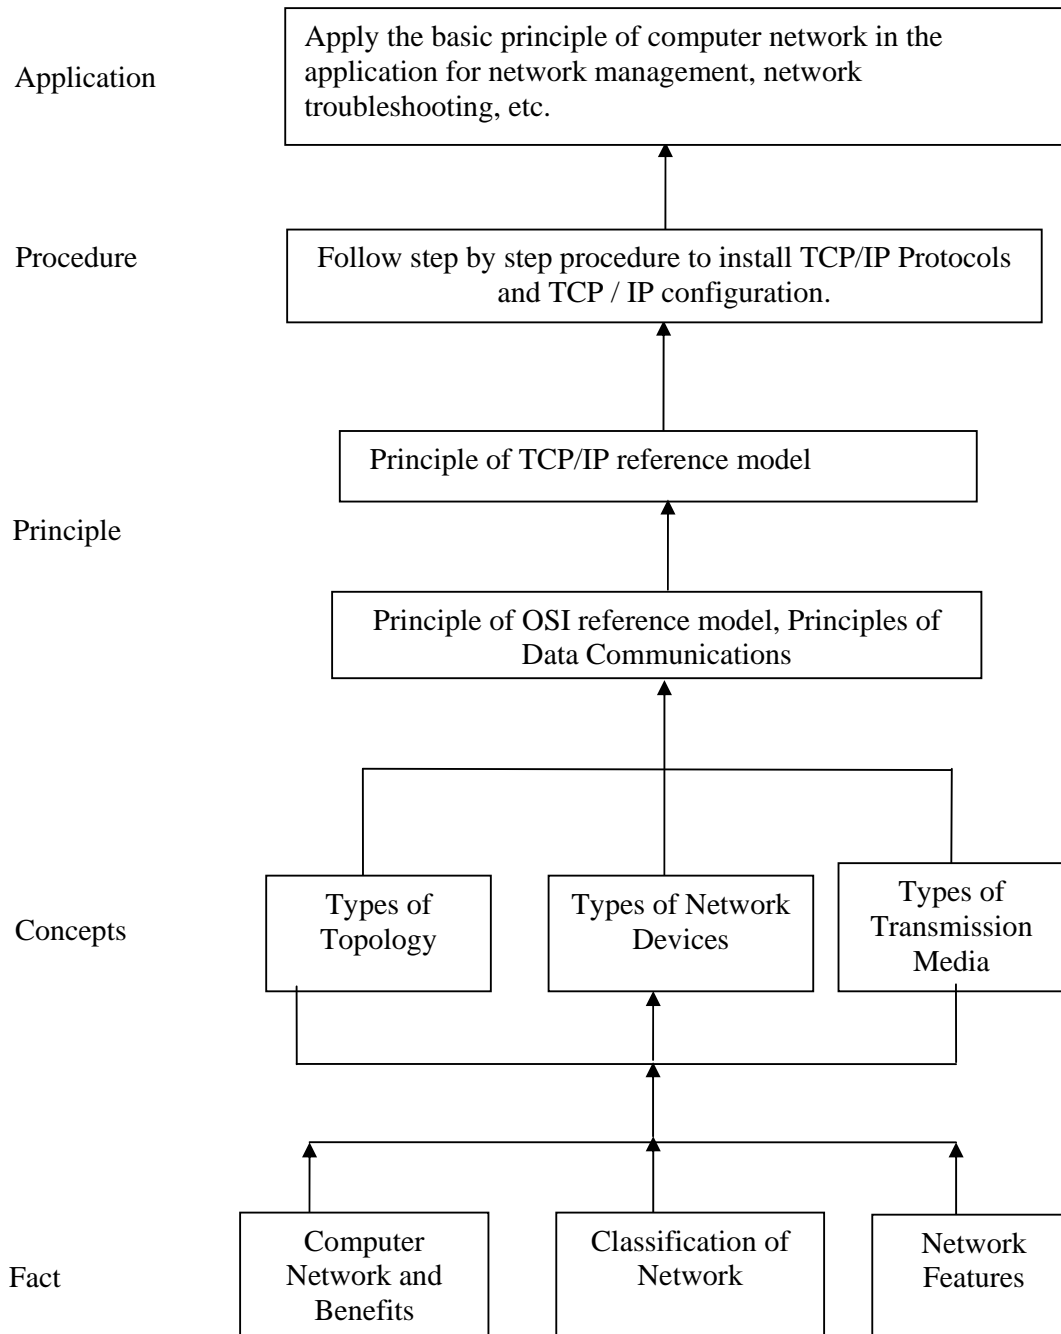 Application
Apply the basic principle of computer network in the
application for network management, network
troubleshooting, etc.
Procedure
Follow step by step procedure to install TCP/IP Protocols
and TCP / IP configuration.
Principle of TCP/IP reference model
Principle
Principle of OSI reference model, Principles of
Data Communications
Concepts
Types of
Topology
Types of Network
Devices
Types of
Transmission
Media
Fact
Computer
Network and
Benefits
Classification of
Network
Network
Features